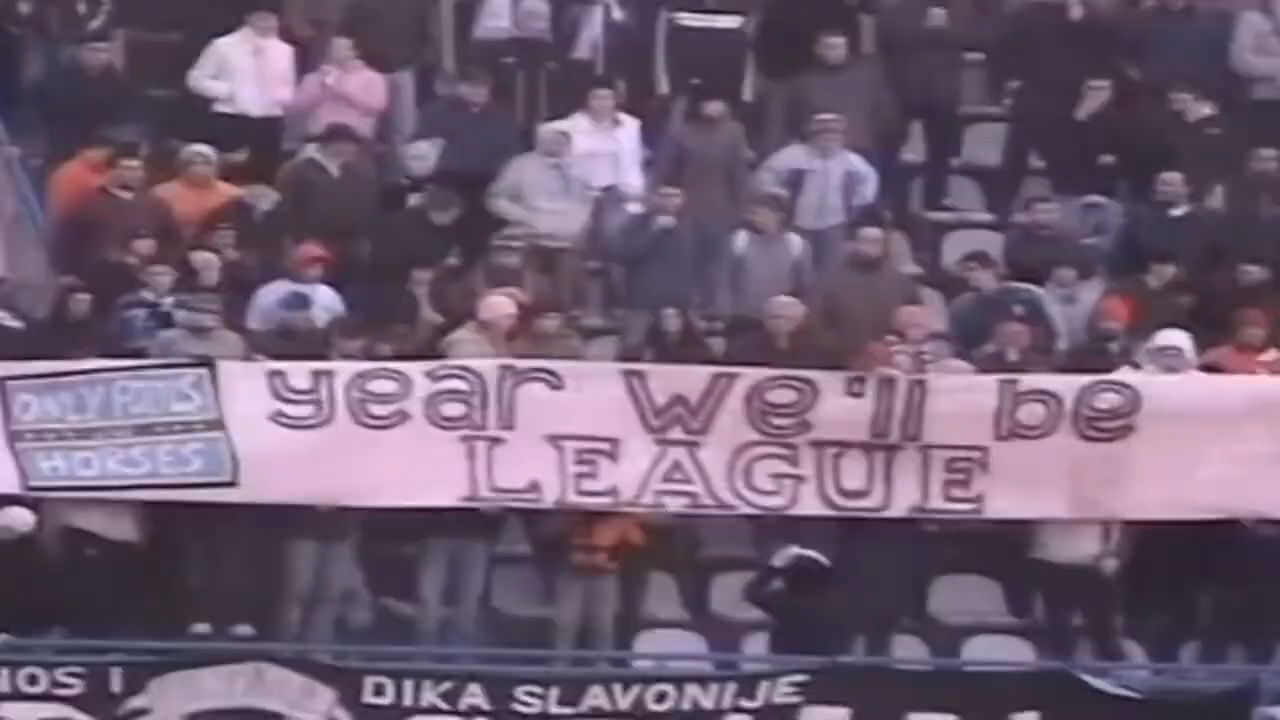 ONLY FOOLS
HORSES
year we'll be
LEAGUE
NOS I
DIKA SLAVONIJE